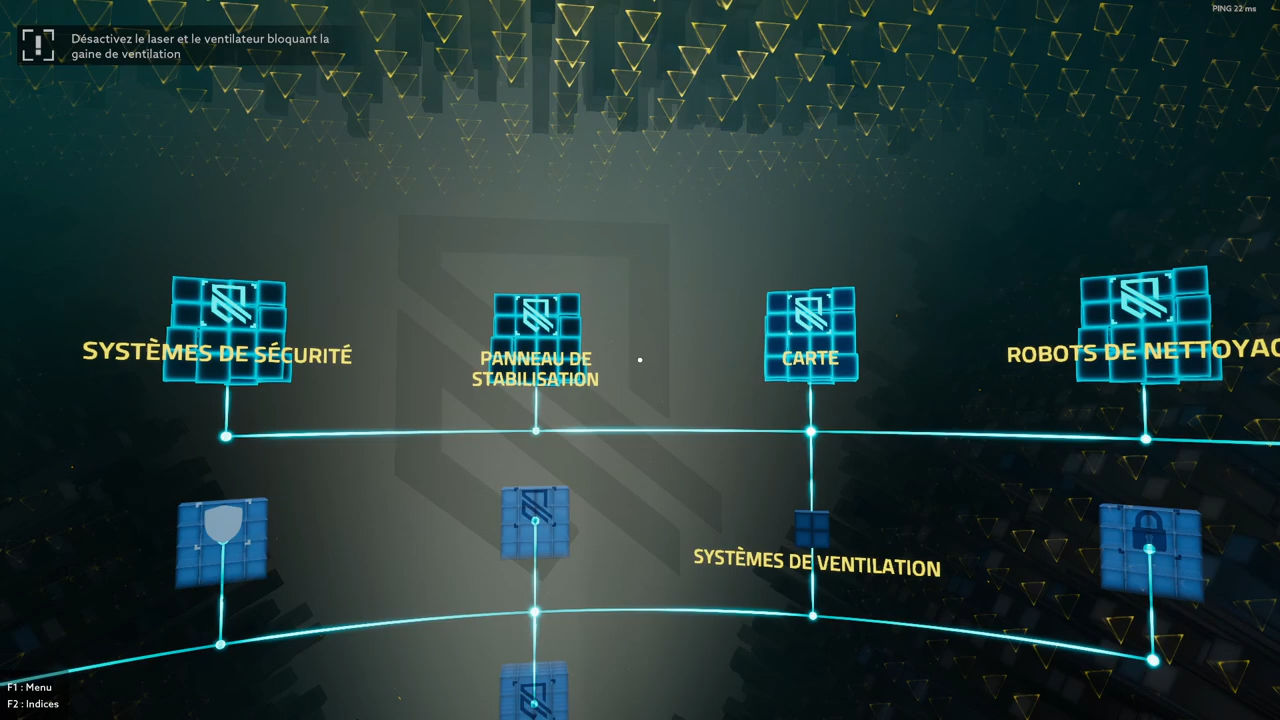 PING 22 ms
Désactivez le laser et le ventilateur bloquant la
gaine de ventilation
SYSTÈMES DE SÉCURITÉ
PANNEAU DE
STABILISATION
CARTE
ROBOTS DE NETTOYAG
SYSTÈMES DE VENTILATION
F1 : Menu
F2 : Indices